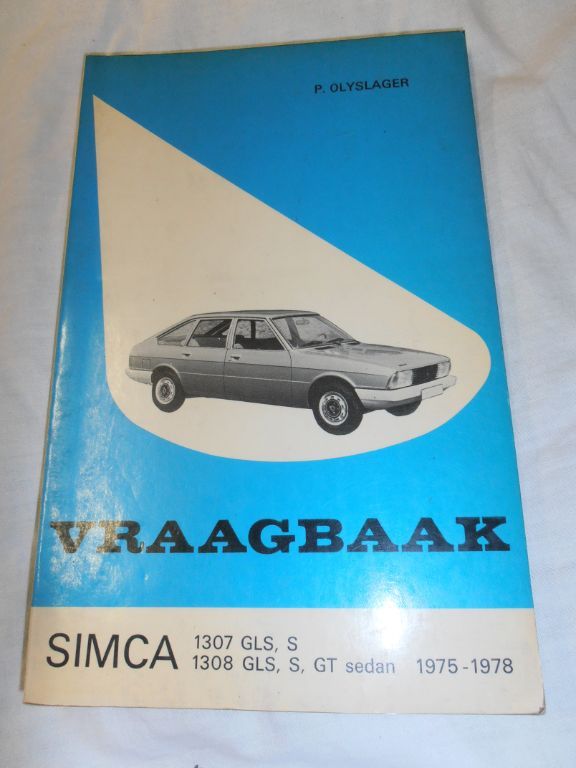 P. OLYSLAGER
VRAAGBAAK
SIMCA 1307 GLS, S
1308 GLS, S, GT sedan 1975-1978